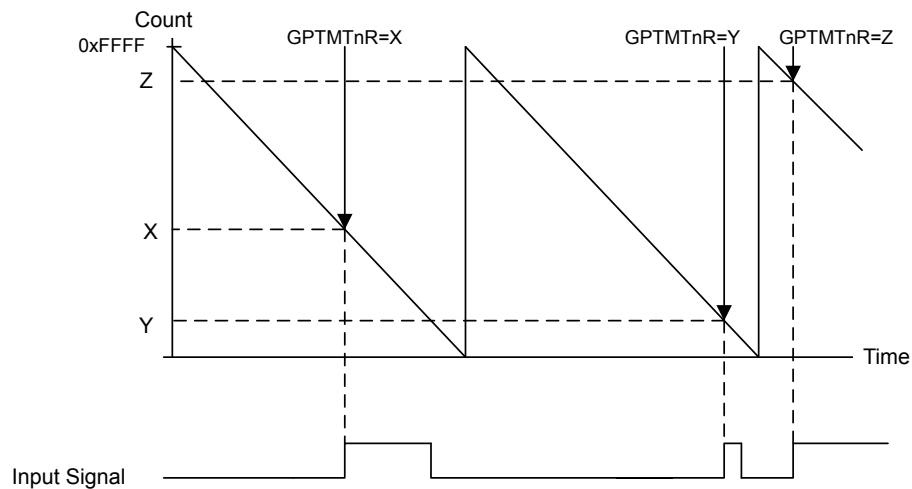 Count
0xFFFF
GPTMTnR=X
GPTMTnR=Y
GPTMTnR=Z
Z
X
Y
Time
Input Signal